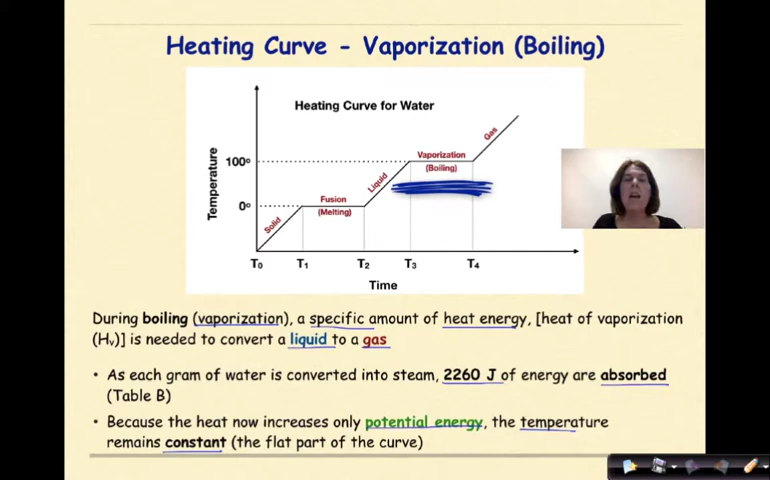 Heating Curve - Vaporization (Boiling)
Heating Curve for Water
Temperature
100º
0º
Solid
Fusion
(Melting)
Liquid
Vaporization
(Boiling)
Gas
T0 T1 T2 T3 T4
Time
During boiling (vaporization), a specific amount of heat energy, [heat of vaporization
(Hv)] is needed to convert a liquid to a gas
• As each gram of water is converted into steam, 2260 J of energy are absorbed
(Table B)
• Because the heat now increases only potential energy, the temperature
remains constant (the flat part of the curve)